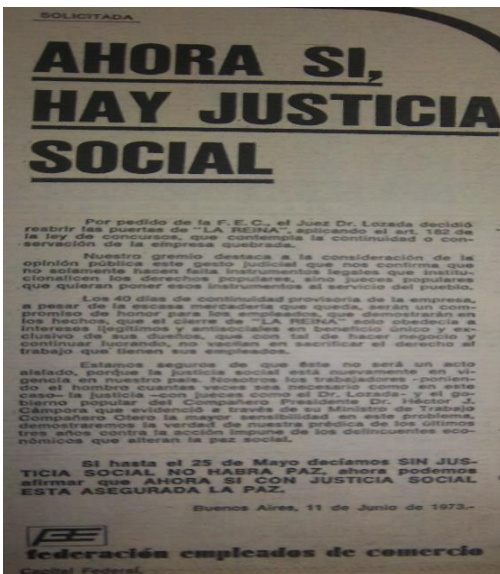 SOLICITADA
AHORA SI,
HAY JUSTICIA
SOCIAL
Por pedido de la F.E.C., el Juez Dr. Lozada decidió
reabrir las puertas de "LA REINA", aplicando el art. 182 de
la ley de concursos, que contempla la continuidad o con-
servación de la empresa quebrada.
Nuestro gremio destaca a la consideración de la
opinión pública este gesto judicial que nos confirma, que
no solamente hacen falta instrumentos legales que institu-
cionalicen los derechos populares, sino jueces populares
que quieran poner esos instrumentos al servicio del pueblo.
Los 40 días de continuidad provisoria de la empresa,
a pesar de la escasa mercadería que queda, serán un com-
promiso de honor para los empleados, que demostrarán en
los hechos, que el cierre de "LA REINA" solo obedecía a
intereses ilegítimos y antisociales en beneficio único y ex-
clusivo de sus dueños, que con tal de hacer negocio y
continuar lucrando, no vacilan en sacrificar el derecho al
trabajo que tienen sus empleados.
Estamos seguros de que éste no será un acto
aislado, porque la justicia social está nuevamente en vi-
gencia en nuestro país. Nosotros los trabajadores -ponien-
do el hombro cuantas veces sea necesario como en este
caso- la justicia -con jueces como el Dr. Lozada- y el go-
bierno popular del Compañero Presidente Dr. Héctor J.
Cámpora que evidenció a través de su Ministro de Trabajo
Compañero Otero la mayor sensibilidad en este problema,
demostraremos la verdad de nuestra prédica de los últimos
tres años contra la acción impune de los delincuentes eco-
nómicos que alteran la paz social.
SI hasta el 25 de Mayo decíamos SIN JUS-
TICIA SOCIAL NO HABRA PAZ, ahora podemos
afirmar que AHORA SI CON JUSTICIA SOCIAL
ESTA ASEGURADA LA PAZ.
Buenos Aires, 11 de Junio de 1973.-
federación empleados de comercio
Capital Federal.